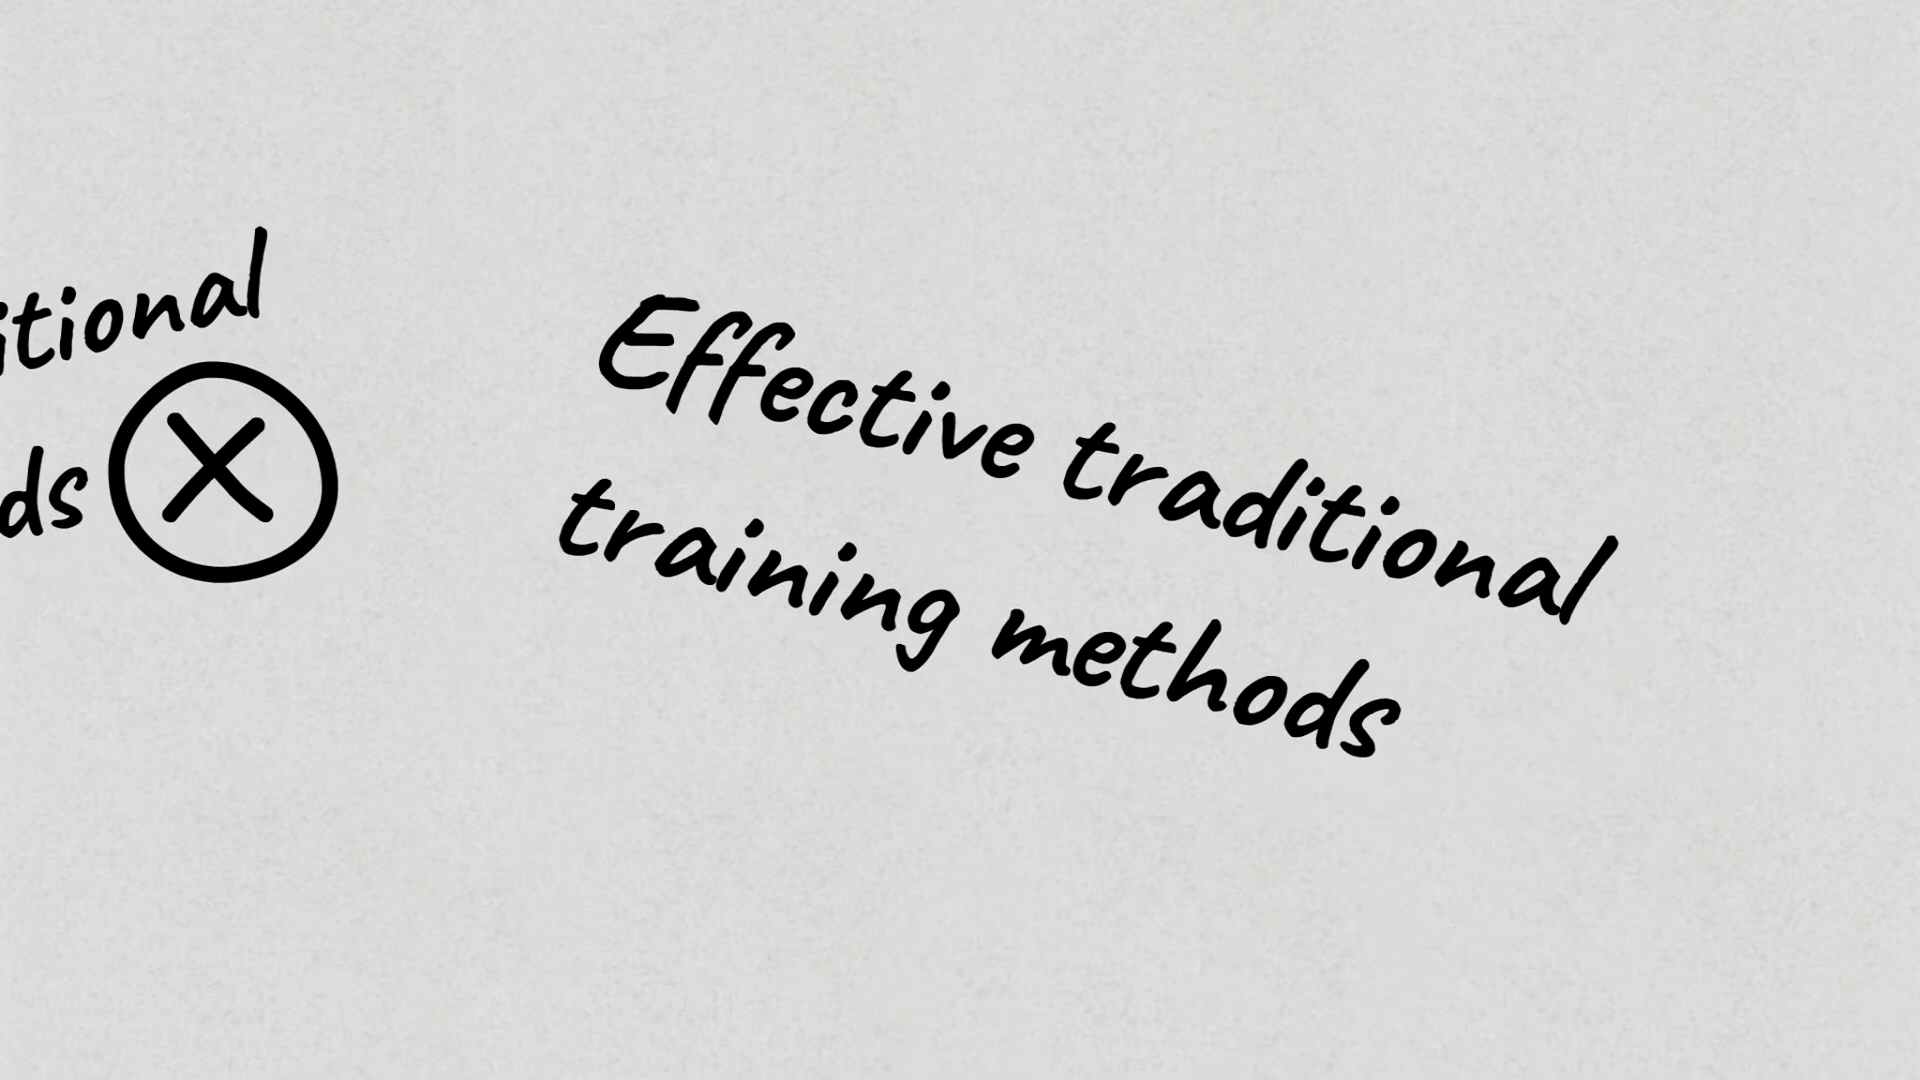 itional
ds
Effective traditional
training methods